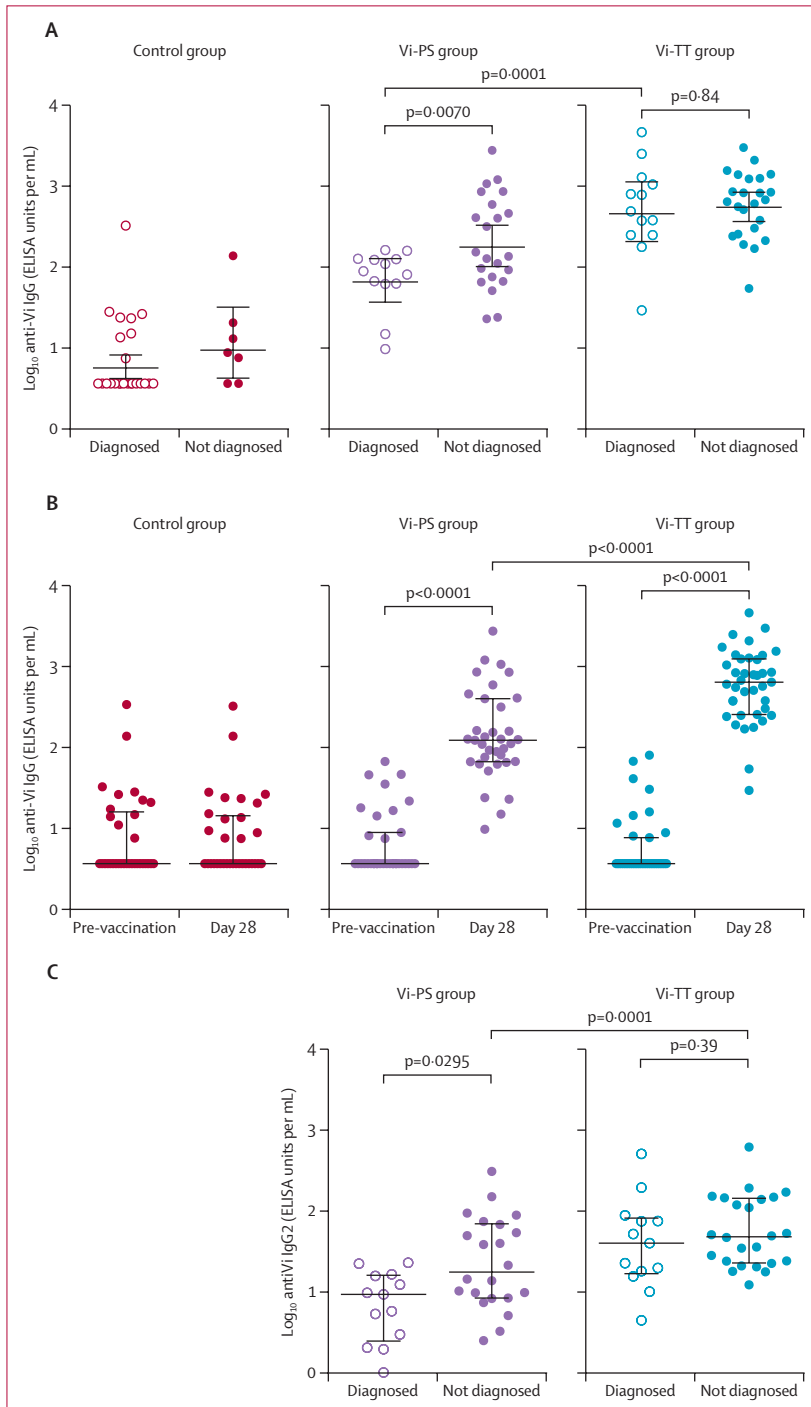 A
Control group
Vi-PS group
Vi-TT group
p=0·0001
p=0·0070
p=0·84
Log₁₀ anti-Vi IgG (ELISA units per mL)
4
3
2
1
0
Diagnosed
Not diagnosed
Diagnosed
Not diagnosed
Diagnosed
Not diagnosed
B
Control group
Vi-PS group
Vi-TT group
p<0·0001
p<0·0001
p<0·0001
Log₁₀ anti-Vi IgG (ELISA units per mL)
4
3
2
1
0
Pre-vaccination
Day 28
Pre-vaccination
Day 28
Pre-vaccination
Day 28
C
Vi-PS group
Vi-TT group
p=0·0001
p=0·0295
p=0·39
Log₁₀ antiVi IgG2 (ELISA units per mL)
4
3
2
1
0
Diagnosed
Not diagnosed
Diagnosed
Not diagnosed